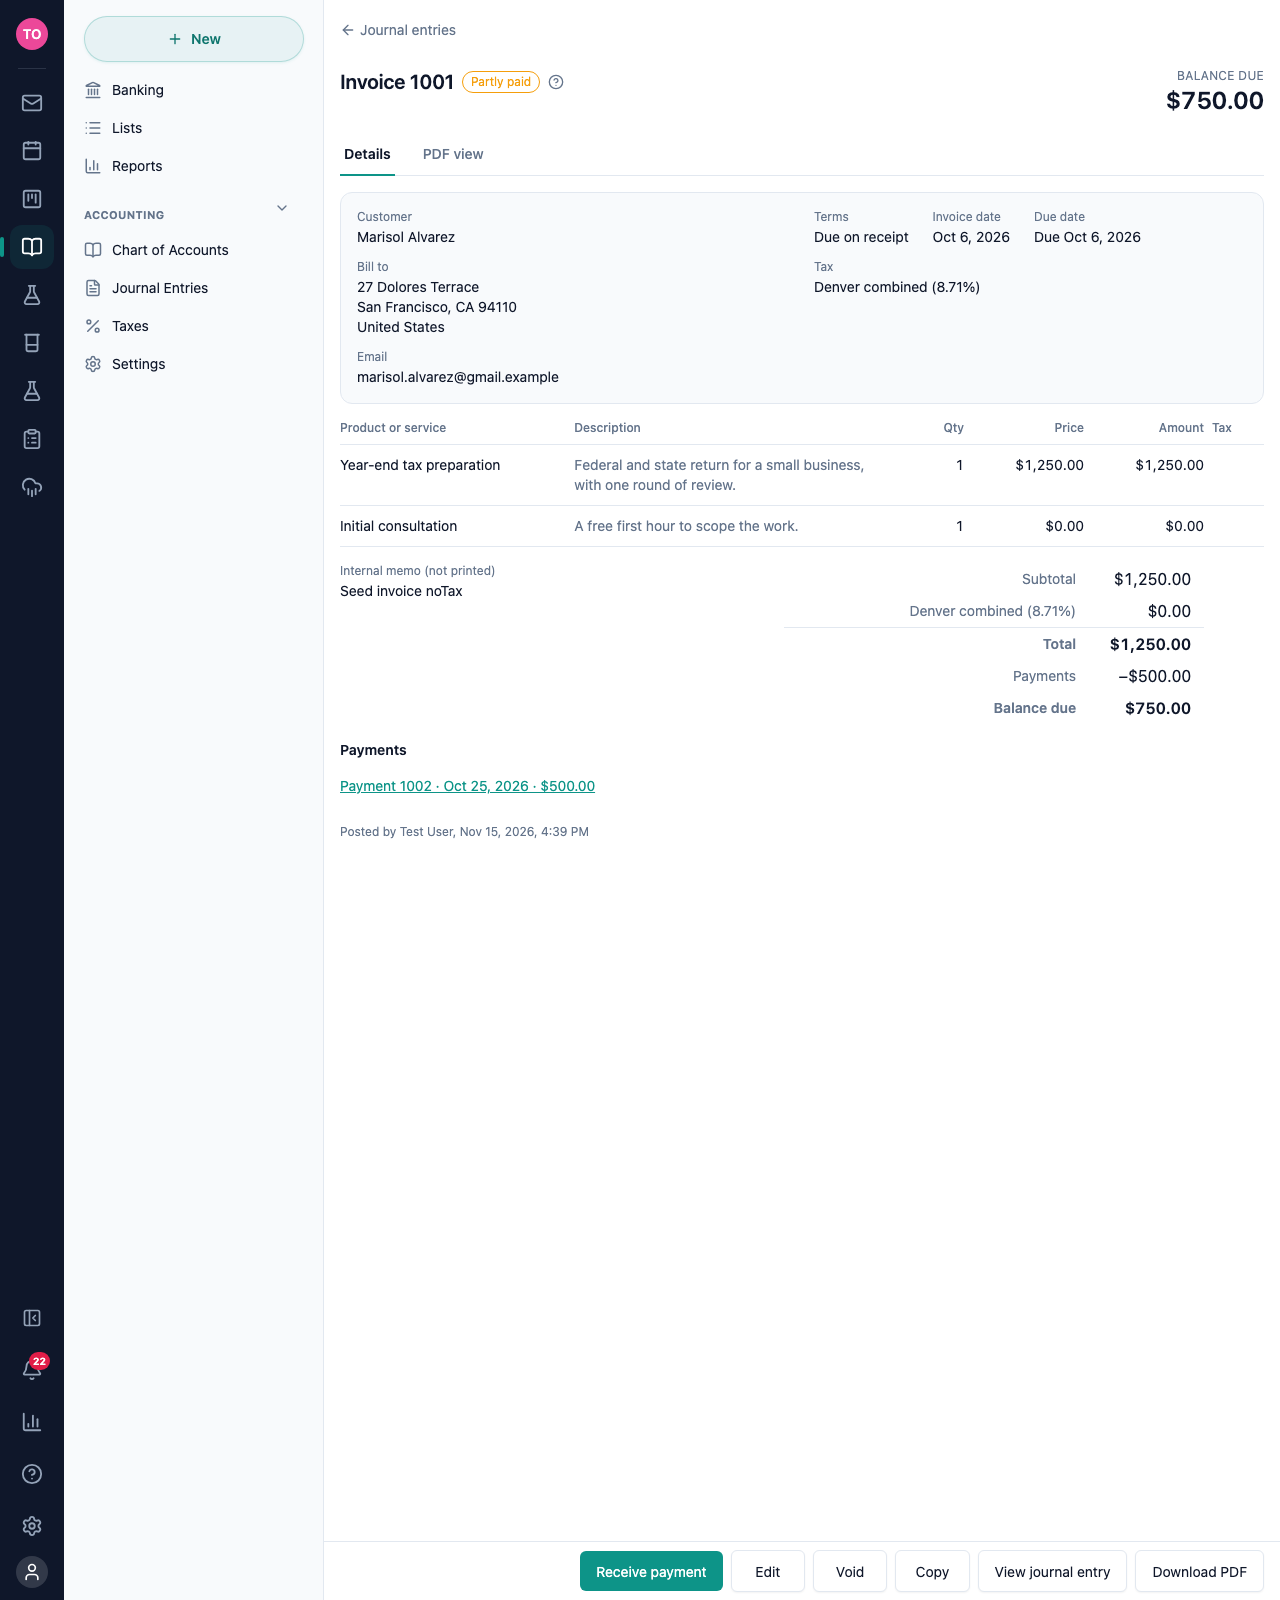 TO
New
Banking
Lists
Reports
ACCOUNTING
Chart of Accounts
Journal Entries
Taxes
Settings
22
Journal entries
Invoice 1001
Partly paid
BALANCE DUE
$750.00
Details
PDF view
Customer
Marisol Alvarez
Bill to
27 Dolores Terrace
San Francisco, CA 94110
United States
Email
marisol.alvarez@gmail.example
Terms
Due on receipt
Invoice date
Oct 6, 2026
Due date
Due Oct 6, 2026
Tax
Denver combined (8.71%)
Product or service Description Qty Price Amount Tax
Year-end tax preparation Federal and state return for a small business, 1 $1,250.00 $1,250.00
with one round of review.
Initial consultation A free first hour to scope the work. 1 $0.00 $0.00
Internal memo (not printed)
Seed invoice noTax
Subtotal $1,250.00
Denver combined (8.71%) $0.00
Total $1,250.00
Payments –$500.00
Balance due $750.00
Payments
Payment 1002 · Oct 25, 2026 · $500.00
Posted by Test User, Nov 15, 2026, 4:39 PM
Receive payment
Edit
Void
Copy
View journal entry
Download PDF